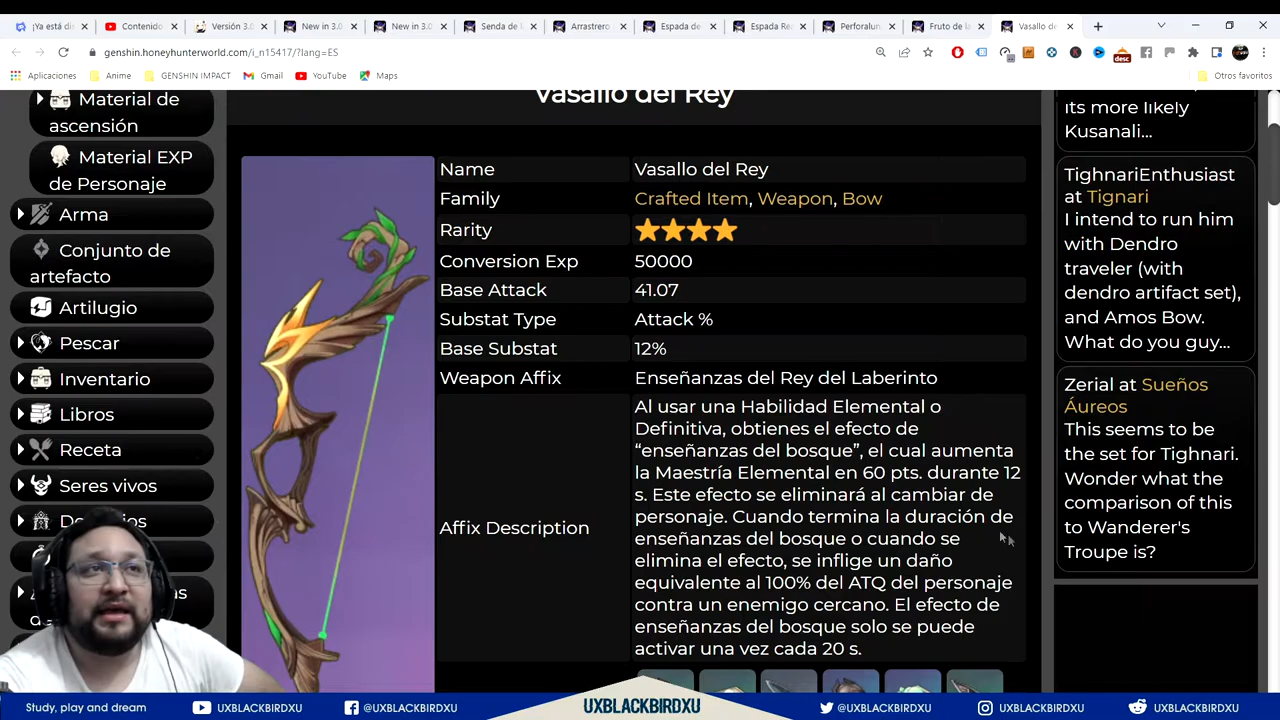 ¡Ya está dis
Contenido
Versión 3.0
New in 3.0
New in 3.0
Senda de l
Arrastrero
Espada de
Espada Rea
Perforalun
Fruto de la
Vasallo del
genshin.honeyhunterworld.com/i_n15417/?lang=ES
Aplicaciones
Anime
GENSHIN IMPACT
Gmail
YouTube
Maps
Otros favoritos
Material de
ascensión
Material EXP
de Personaje
Arma
Conjunto de
artefacto
Artilugio
Pescar
Inventario
Libros
Receta
Seres vivos
Vasallo del Rey
Name
Vasallo del Rey
Family
Crafted Item, Weapon, Bow
Rarity
Conversion Exp
50000
Base Attack
41.07
Substat Type
Attack %
Base Substat
12%
Weapon Affix
Enseñanzas del Rey del Laberinto
Affix Description
Al usar una Habilidad Elemental o
Definitiva, obtienes el efecto de
“enseñanzas del bosque”, el cual aumenta
la Maestría Elemental en 60 pts. durante 12
s. Este efecto se eliminará al cambiar de
personaje. Cuando termina la duración de
enseñanzas del bosque o cuando se
elimina el efecto, se inflige un daño
equivalente al 100% del ATQ del personaje
contra un enemigo cercano. El efecto de
enseñanzas del bosque solo se puede
activar una vez cada 20 s.
its more likely
Kusanali...
TighnariEnthusiast
at Tignari
I intend to run him
with Dendro
traveler (with
dendro artifact set),
and Amos Bow.
What do you guy...
Zerial at Sueños
Áureos
This seems to be
the set for Tighnari.
Wonder what the
comparison of this
to Wanderer's
Troupe is?
desc
Study, play and dream
UXBLACKBIRDXU
@UXBLACKBIRDXU
UXBLACKBIRDXU
@UXBLACKBIRDXU
UXBLACKBIRDXU
UXBLACKBIRDXU